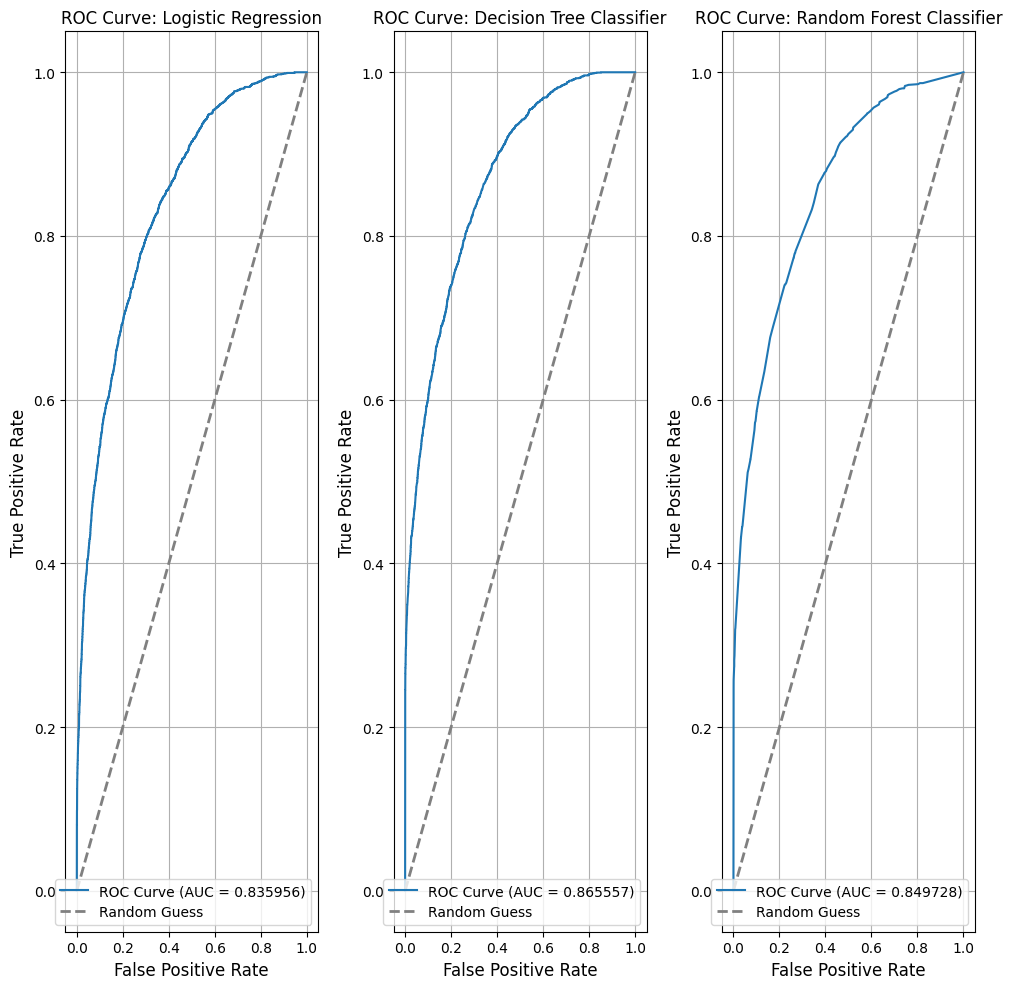 ROC Curve: Logistic Regression
1.0
0.8
0.6
0.4
0.2
0.0
True Positive Rate
ROC Curve (AUC = 0.835956)
Random Guess
0.0 0.2 0.4 0.6 0.8 1.0
False Positive Rate
ROC Curve: Decision Tree Classifier
1.0
0.8
0.6
0.4
0.2
0.0
True Positive Rate
ROC Curve (AUC = 0.865557)
Random Guess
0.0 0.2 0.4 0.6 0.8 1.0
False Positive Rate
ROC Curve: Random Forest Classifier
1.0
0.8
0.6
0.4
0.2
0.0
True Positive Rate
ROC Curve (AUC = 0.849728)
Random Guess
0.0 0.2 0.4 0.6 0.8 1.0
False Positive Rate